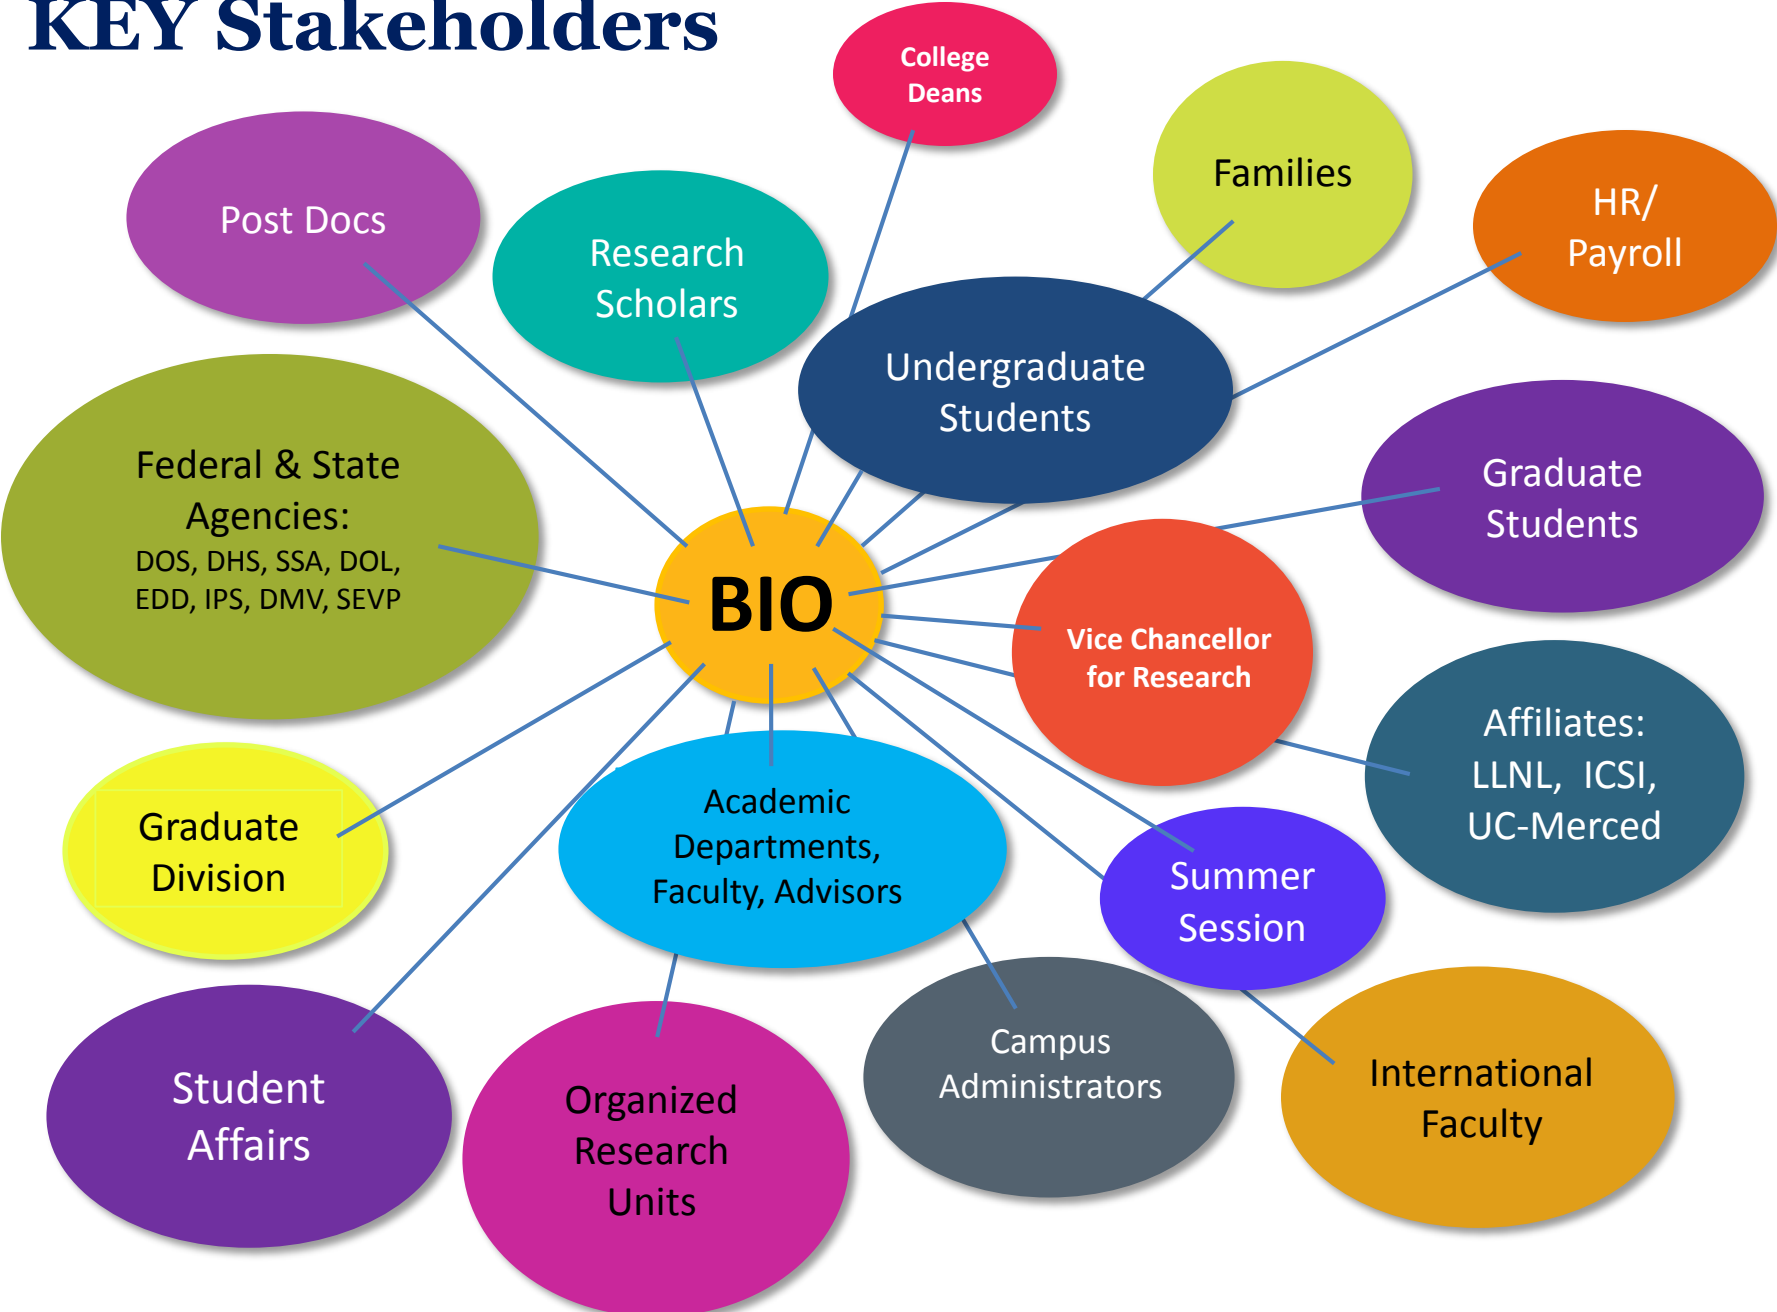 KEY Stakeholders
College
Deans
Families
HR/
Payroll
Post Docs
Research
Scholars
Undergraduate
Students
Graduate
Students
Federal & State
Agencies:
DOS, DHS, SSA, DOL,
EDD, IPS, DMV, SEVP
BIO
Vice Chancellor
for Research
Affiliates:
LLNL, ICSI,
UC-Merced
Graduate
Division
Academic
Departments,
Faculty, Advisors
Summer
Session
Student
Affairs
Organized
Research
Units
Campus
Administrators
International
Faculty